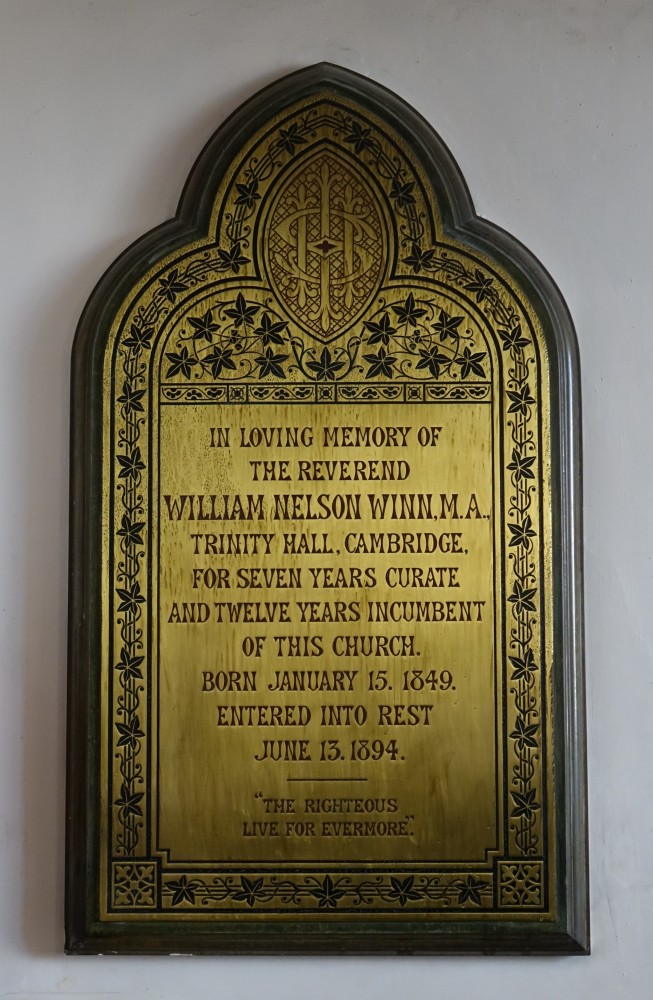 IHS
IN LOVING MEMORY OF
THE REVEREND
WILLIAM NELSON WINN, M.A.,
TRINITY HALL, CAMBRIDGE,
FOR SEVEN YEARS CURATE
AND TWELVE YEARS INCUMBENT
OF THIS CHURCH.
BORN JANUARY 15. 1849.
ENTERED INTO REST
JUNE 13. 1894.
"THE RIGHTEOUS
LIVE FOR EVERMORE".